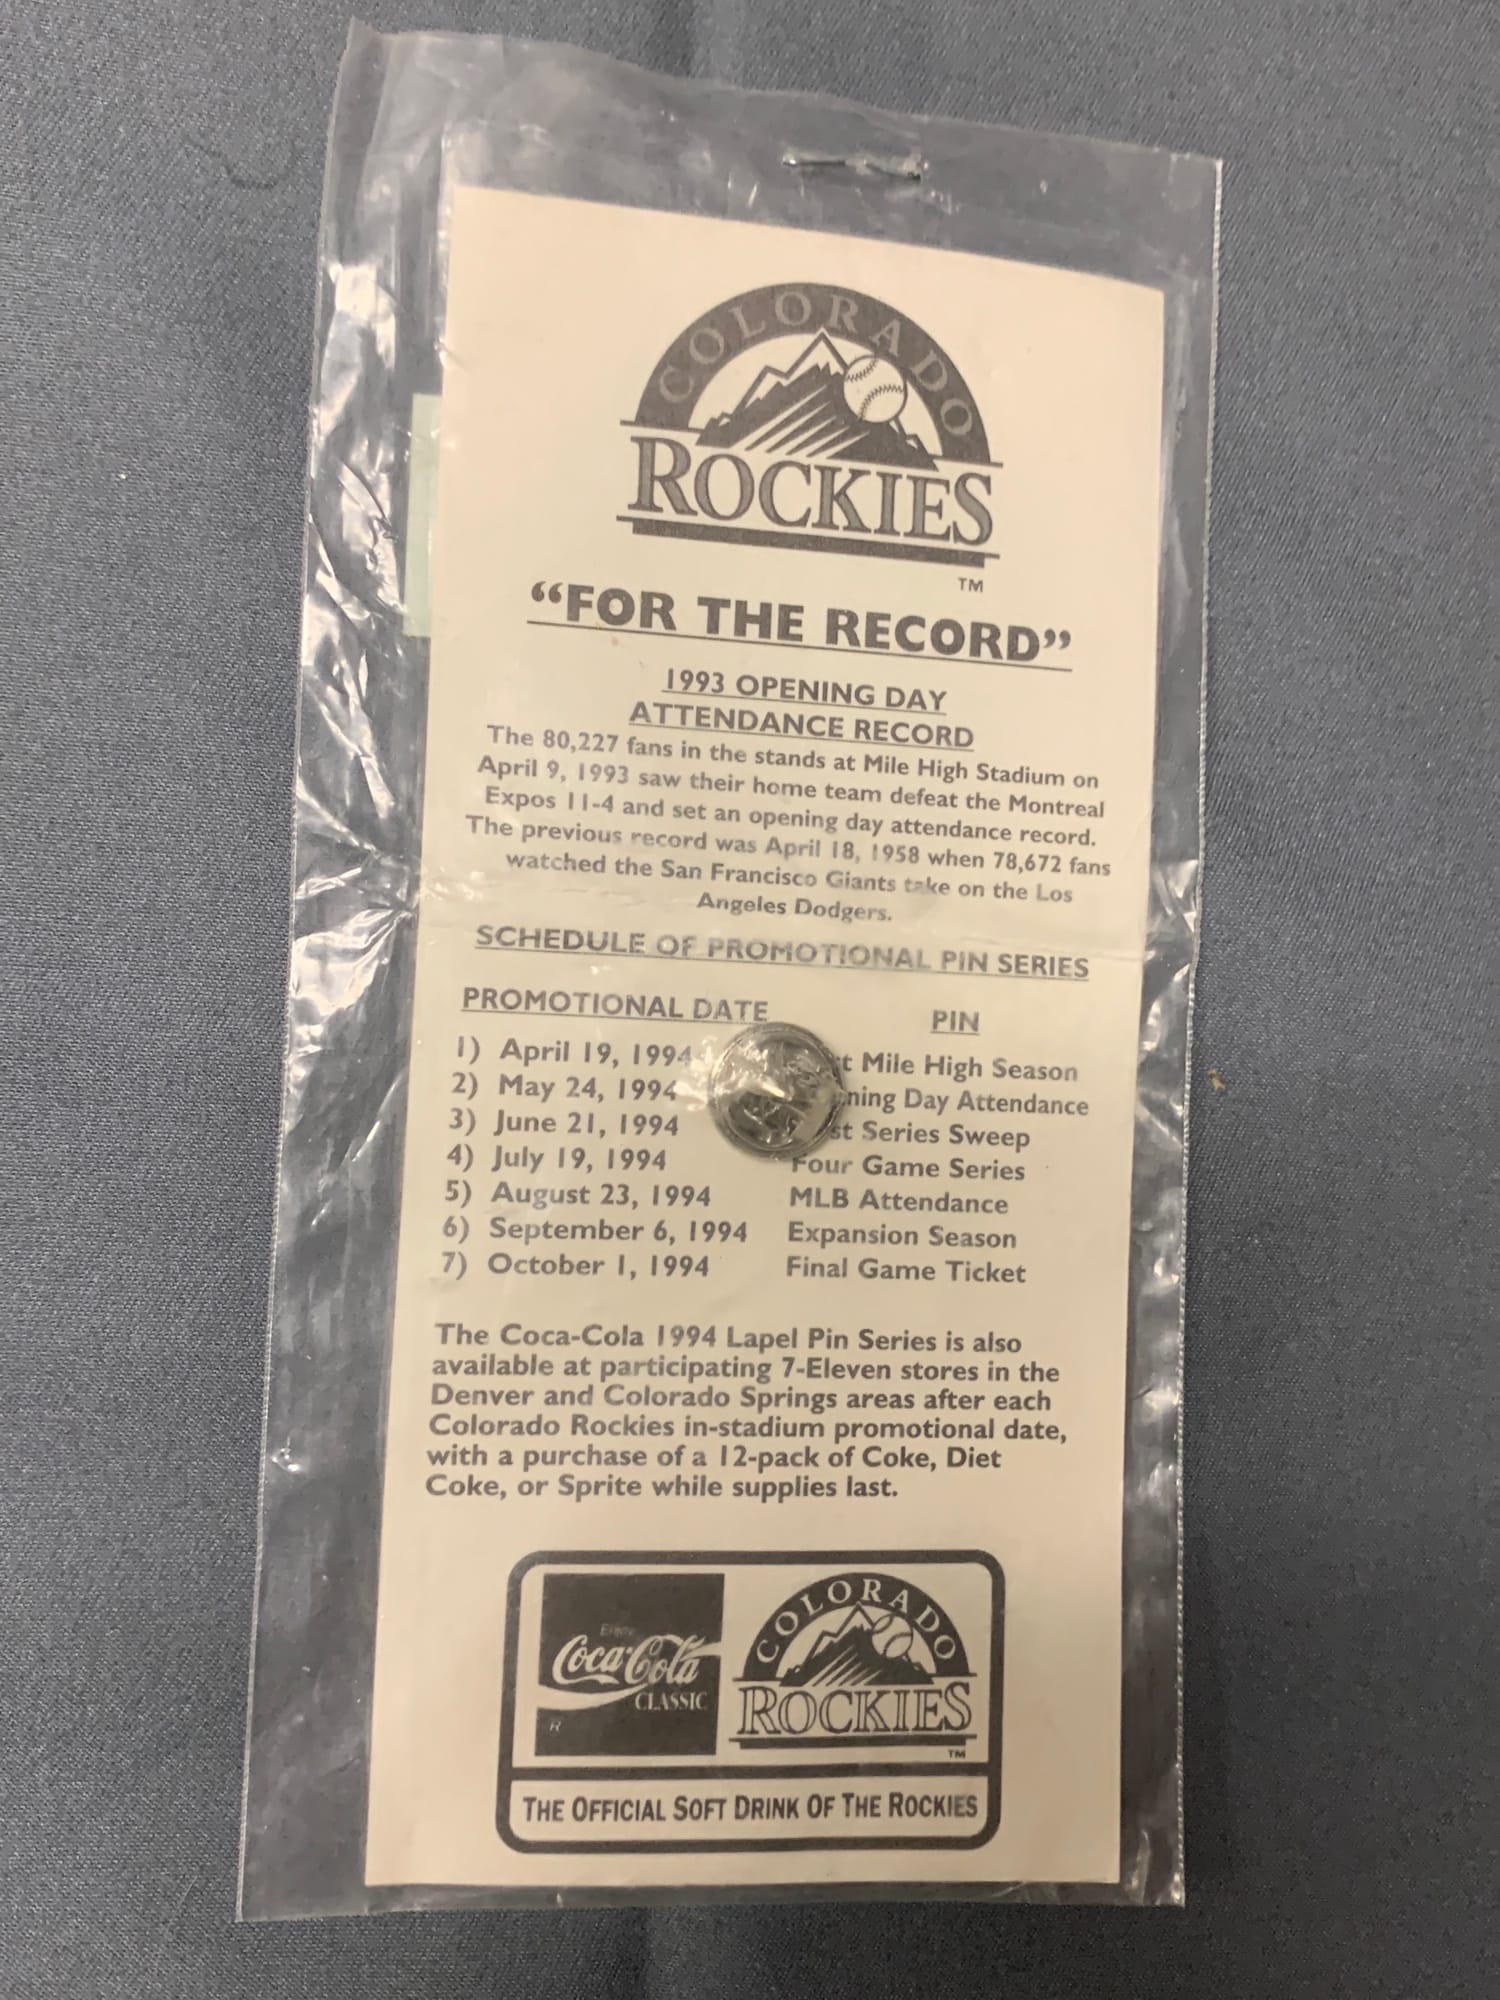 COLORADO
ROCKIES
TM
“FOR THE RECORD”
1993 OPENING DAY
ATTENDANCE RECORD
The 80,227 fans in the stands at Mile High Stadium on
April 9, 1993 saw their home team defeat the Montreal
Expos 11-4 and set an opening day attendance record.
The previous record was April 18, 1958 when 78,672 fans
watched the San Francisco Giants take on the Los
Angeles Dodgers.
SCHEDULE OF PROMOTIONAL PIN SERIES
PROMOTIONAL DATE PIN
1) April 19, 1994 Mile High Season
2) May 24, 1994 Day Attendance
3) June 21, 1994 Series Sweep
4) July 19, 1994 Four Game Series
5) August 23, 1994 MLB Attendance
6) September 6, 1994 Expansion Season
7) October 1, 1994 Final Game Ticket
The Coca-Cola 1994 Lapel Pin Series is also
available at participating 7-Eleven stores in the
Denver and Colorado Springs areas after each
Colorado Rockies in-stadium promotional date,
with a purchase of a 12-pack of Coke, Diet
Coke, or Sprite while supplies last.
Enjoy
Coca-Cola
CLASSIC
R
COLORADO
ROCKIES
TM
THE OFFICIAL SOFT DRINK OF THE ROCKIES